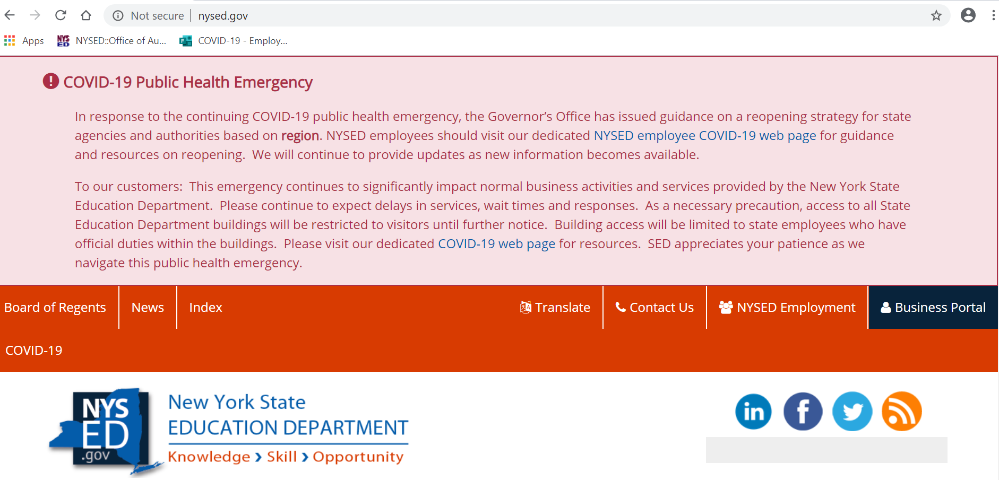 Not secure | nysed.gov
Apps NYSED::Office of Au... COVID-19 - Employ...
COVID-19 Public Health Emergency
In response to the continuing COVID-19 public health emergency, the Governor’s Office has issued guidance on a reopening strategy for state
agencies and authorities based on region. NYSED employees should visit our dedicated NYSED employee COVID-19 web page for guidance
and resources on reopening.  We will continue to provide updates as new information becomes available.
To our customers:  This emergency continues to significantly impact normal business activities and services provided by the New York State
Education Department.  Please continue to expect delays in services, wait times and responses.  As a necessary precaution, access to all State
Education Department buildings will be restricted to visitors until further notice.  Building access will be limited to state employees who have
official duties within the buildings.  Please visit our dedicated COVID-19 web page for resources.  SED appreciates your patience as we
navigate this public health emergency.
Board of Regents News Index Translate Contact Us NYSED Employment Business Portal
COVID-19
NYS
ED
.gov
New York State
EDUCATION DEPARTMENT
Knowledge › Skill › Opportunity